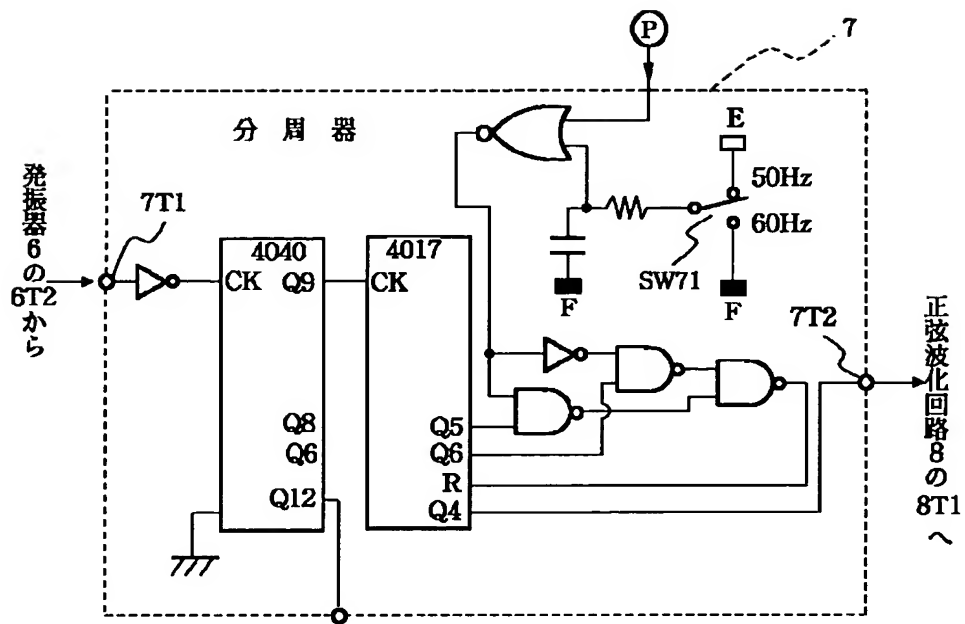 P
7
分周器
E
50Hz
60Hz
SW71
F
F
発振器6の6T2から
7T1
4040
CK
Q9
Q8
Q6
Q12
4017
CK
Q5
Q6
R
Q4
7T2
正弦波化回路8の8T1へ